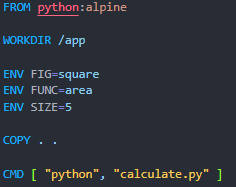 FROM python:alpine
WORKDIR /app
ENV FIG=square
ENV FUNC=area
ENV SIZE=5
COPY . .
CMD [ "python", "calculate.py" ]